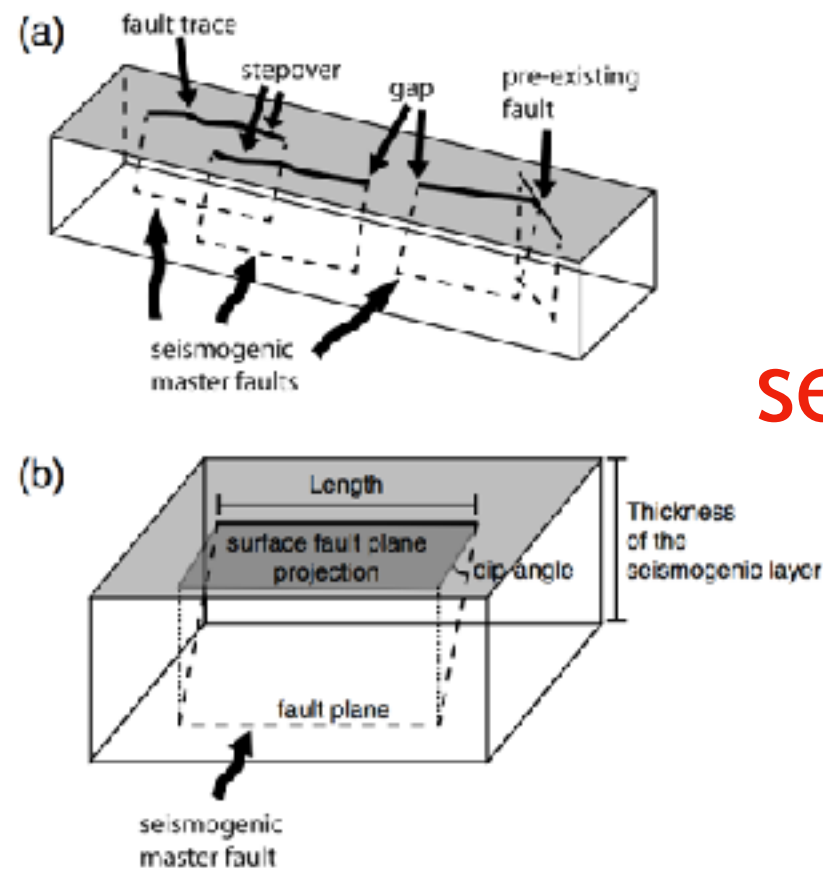 (a)
fault trace
stepover
gap
pre-existing
fault
seismogenic
master faults
se
(b)
Length
surface fault plane
projection
dip angle
Thickness
of the
seismogenic layer
fault plane
seismogenic
master fault